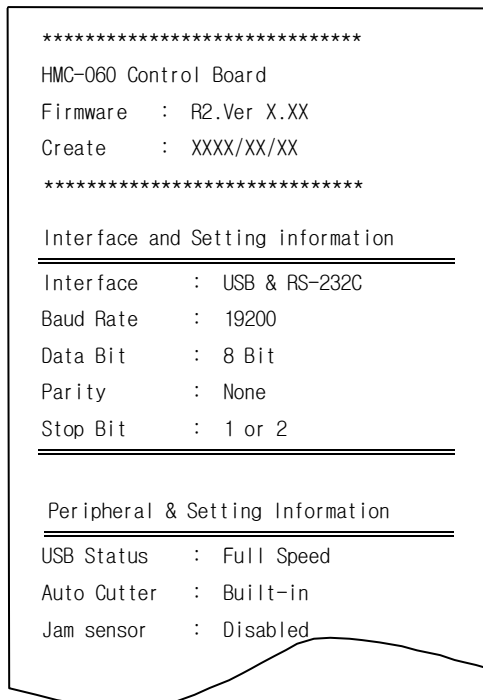 ******************************
HMC-060 Control Board
Firmware : R2.Ver X.XX
Create : XXXX/XX/XX
******************************
Interface and Setting information
Interface : USB & RS-232C
Baud Rate : 19200
Data Bit : 8 Bit
Parity : None
Stop Bit : 1 or 2
Peripheral & Setting Information
USB Status : Full Speed
Auto Cutter : Built-in
Jam sensor : Disabled